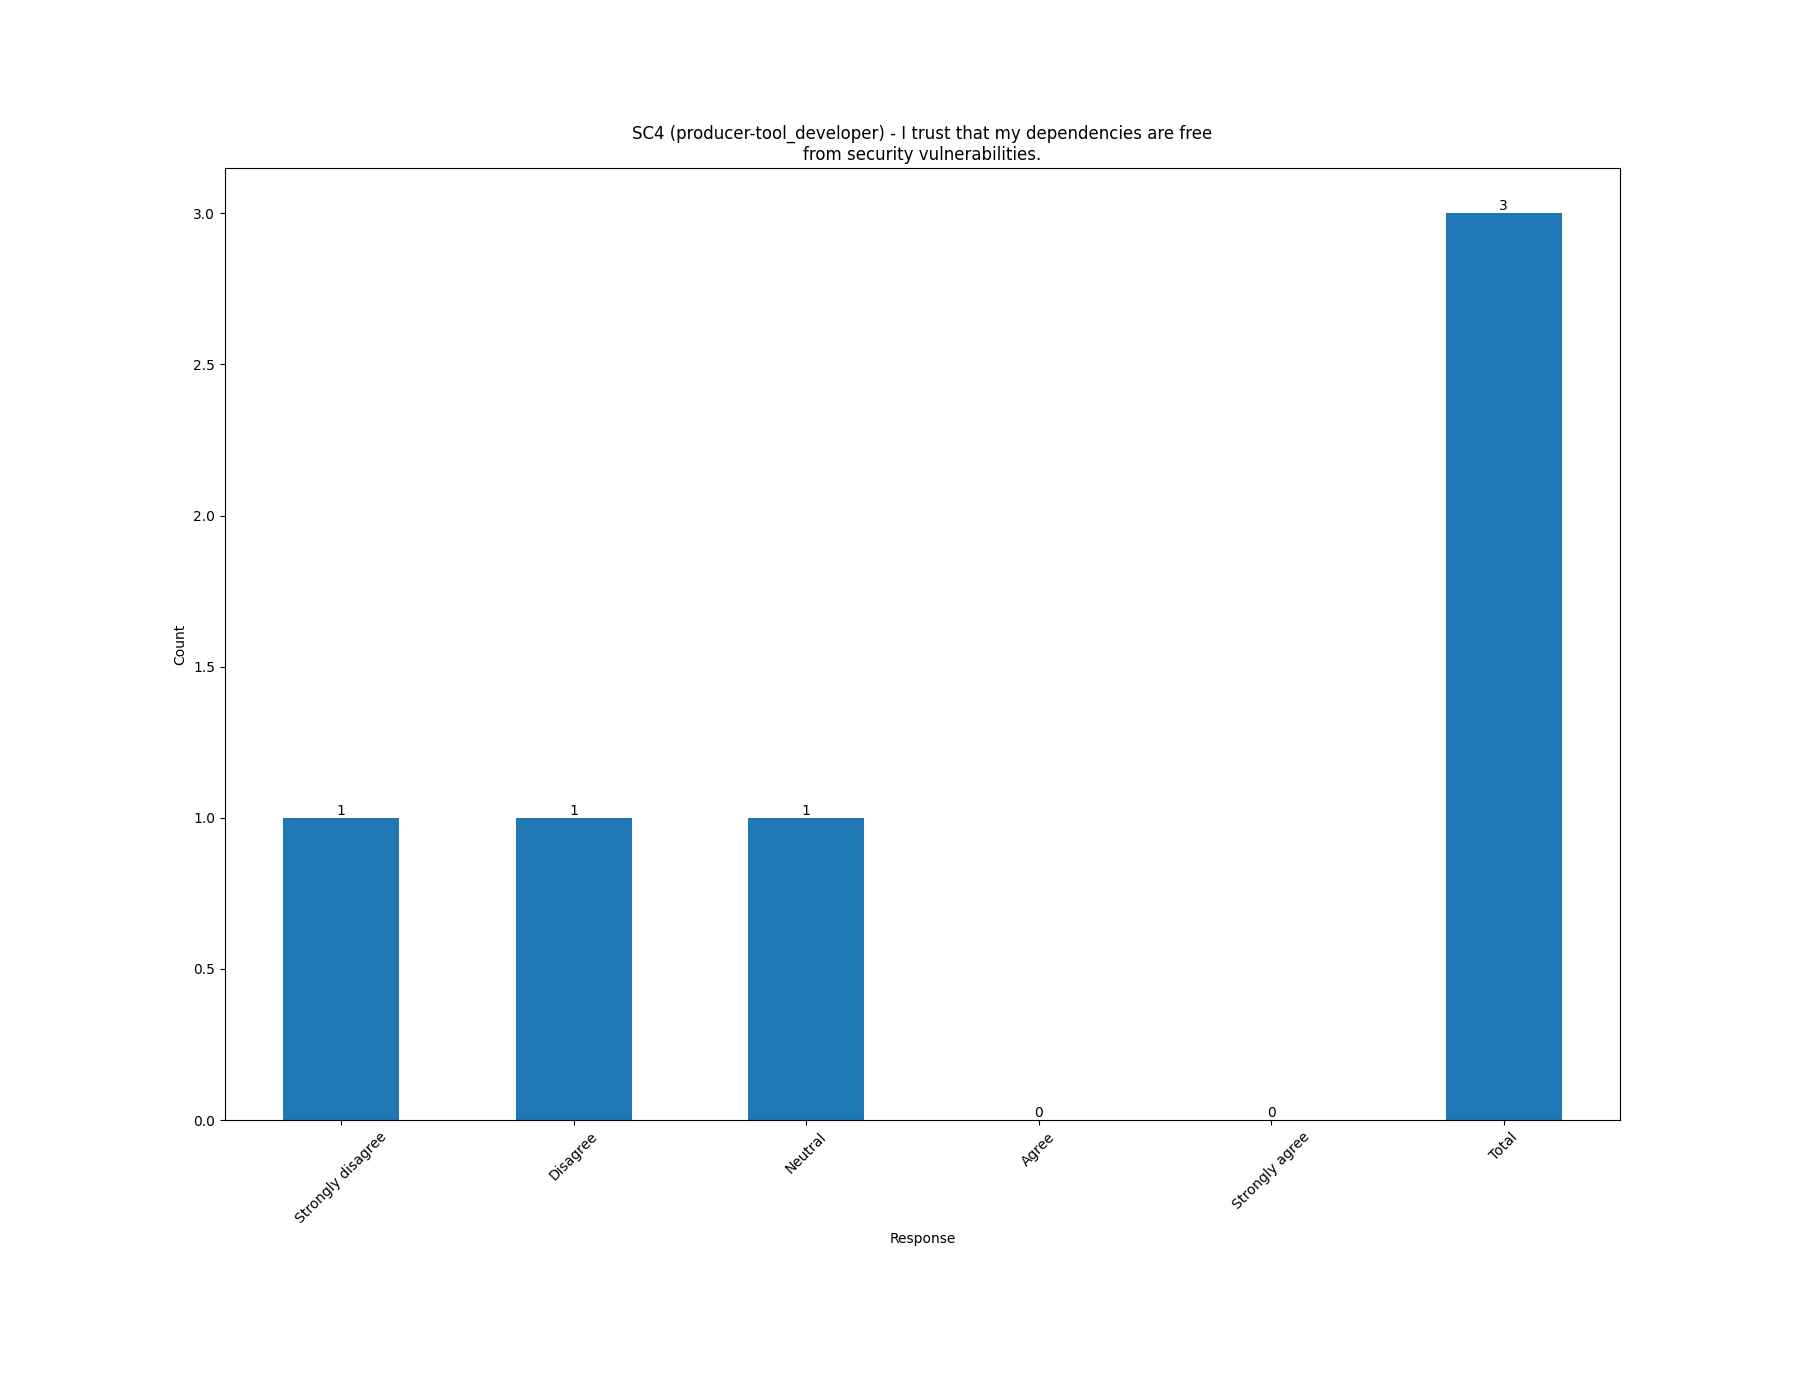 SC4 (producer-tool_developer) - I trust that my dependencies are free
from security vulnerabilities.
3.0
2.5
2.0
1.5
1.0
0.5
0.0
Count
1
1
1
0
0
3
Strongly disagree
Disagree
Neutral
Agree
Strongly agree
Total
Response